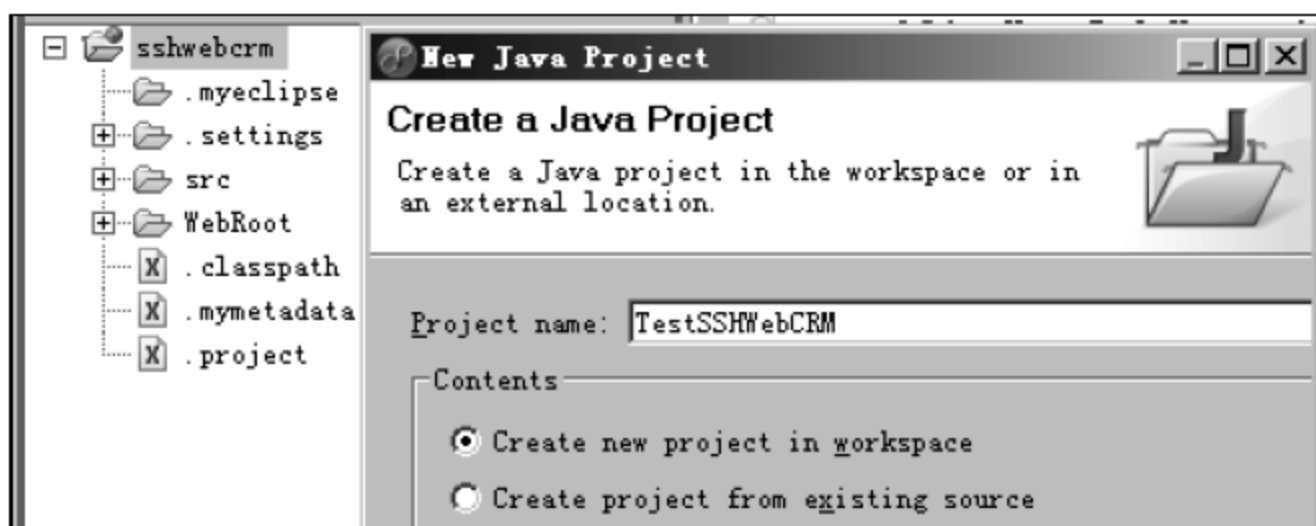 sshwebcrm
.myeclipse
.settings
src
WebRoot
.classpath
.mymetadata
.project
New Java Project
Create a Java Project
Create a Java project in the workspace or in
an external location.
Project name: TestSSHWebCRM
Contents
Create new project in workspace
Create project from existing source